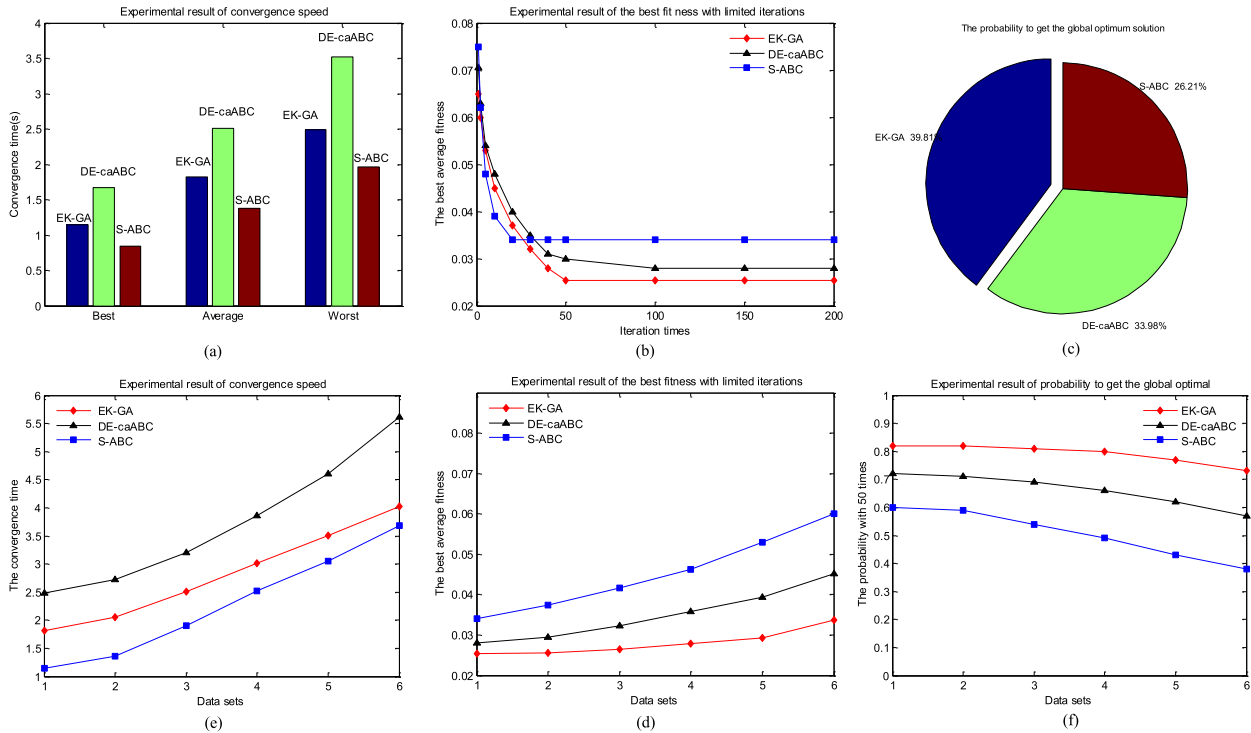 Experimental result of convergence speed
4
3.5
3
2.5
2
1.5
1
0.5
0
Convergence time(s)
EK-GA
DE-caABC
S-ABC
EK-GA
DE-caABC
S-ABC
EK-GA
DE-caABC
S-ABC
Best Average Worst
(a)
Experimental result of the best fit ness with limited iterations
0.08
0.07
0.06
0.05
0.04
0.03
0.02
The best average fitness
EK-GA
DE-caABC
S-ABC
0 50 100 150 200
Iteration times
(b)
The probability to get the global optimum solution
S-ABC 26.21%
EK-GA 39.81%
DE-caABC 33.98%
(c)
Experimental result of convergence speed
6
5.5
5
4.5
4
3.5
3
2.5
2
1.5
1
The convergence time
EK-GA
DE-caABC
S-ABC
1 2 3 4 5 6
Data sets
(e)
Experimental result of the best fitness with limited iterations
0.08
0.07
0.06
0.05
0.04
0.03
0.02
The best average fitness
EK-GA
DE-caABC
S-ABC
1 2 3 4 5 6
Data sets
(d)
Experimental result of probability to get the global optimal
1
0.9
0.8
0.7
0.6
0.5
0.4
0.3
0.2
0.1
0
The probability with 50 times
EK-GA
DE-caABC
S-ABC
1 2 3 4 5 6
Data sets
(f)